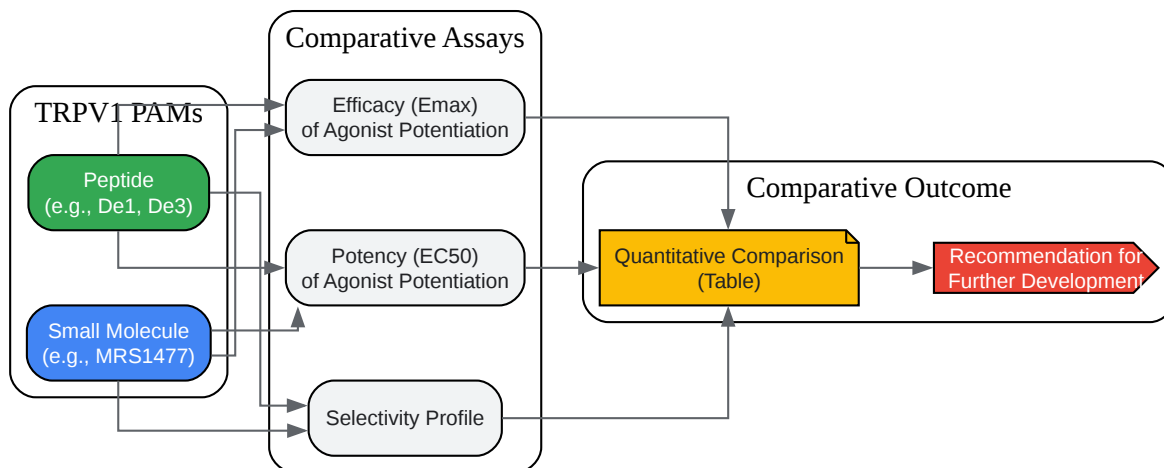 TRPV1 PAMs
Peptide
(e.g., De1, De3)
Small Molecule
(e.g., MRS1477)
Comparative Assays
Efficacy (Emax)
of Agonist Potentiation
Potency (EC50)
of Agonist Potentiation
Selectivity Profile
Comparative Outcome
Quantitative Comparison
(Table)
Recommendation for
Further Development